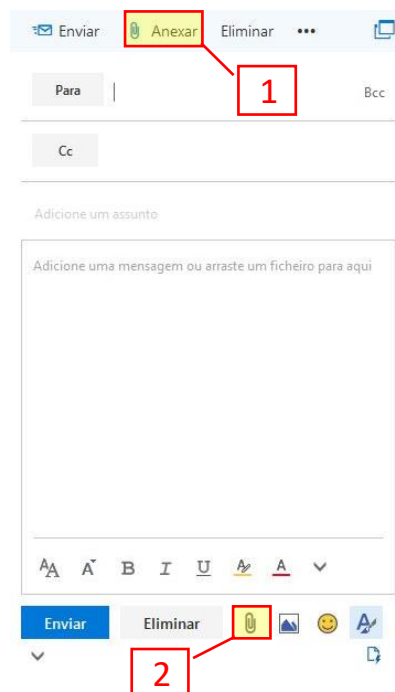 Enviar Anexar Eliminar •••
1
Para Bcc
Cc
Adicione um assunto
Adicione uma mensagem ou arraste um ficheiro para aqui
AA A B I U A A
Enviar Eliminar A
2